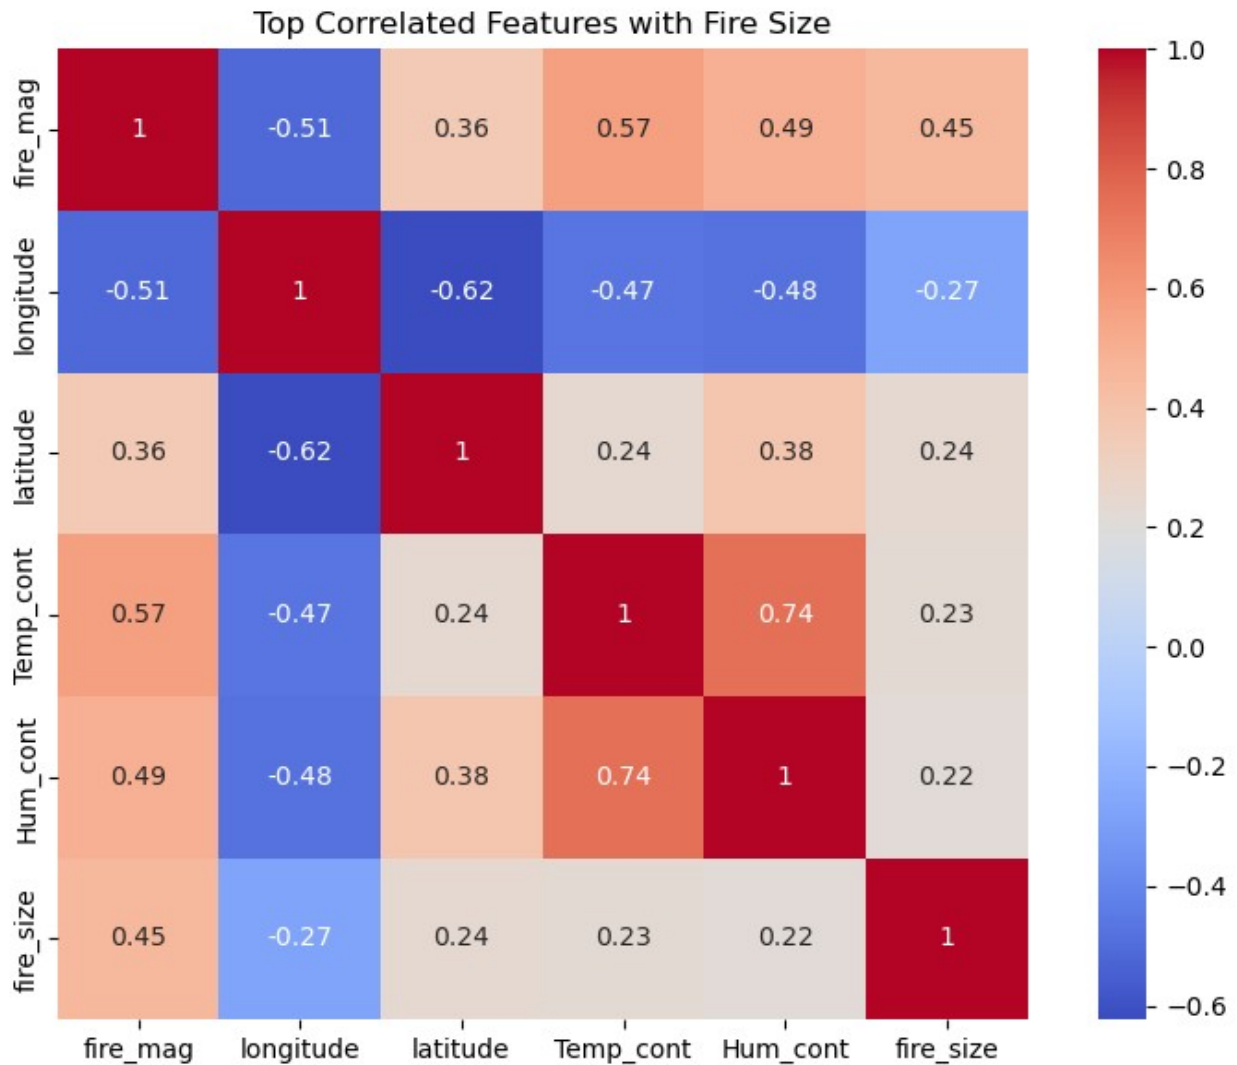 Top Correlated Features with Fire Size
fire_mag 1 -0.51 0.36 0.57 0.49 0.45
longitude -0.51 1 -0.62 -0.47 -0.48 -0.27
latitude 0.36 -0.62 1 0.24 0.38 0.24
Temp_cont 0.57 -0.47 0.24 1 0.74 0.23
Hum_cont 0.49 -0.48 0.38 0.74 1 0.22
fire_size 0.45 -0.27 0.24 0.23 0.22 1
fire_mag longitude latitude Temp_cont Hum_cont fire_size
1.0
0.8
0.6
0.4
0.2
0.0
−0.2
−0.4
−0.6